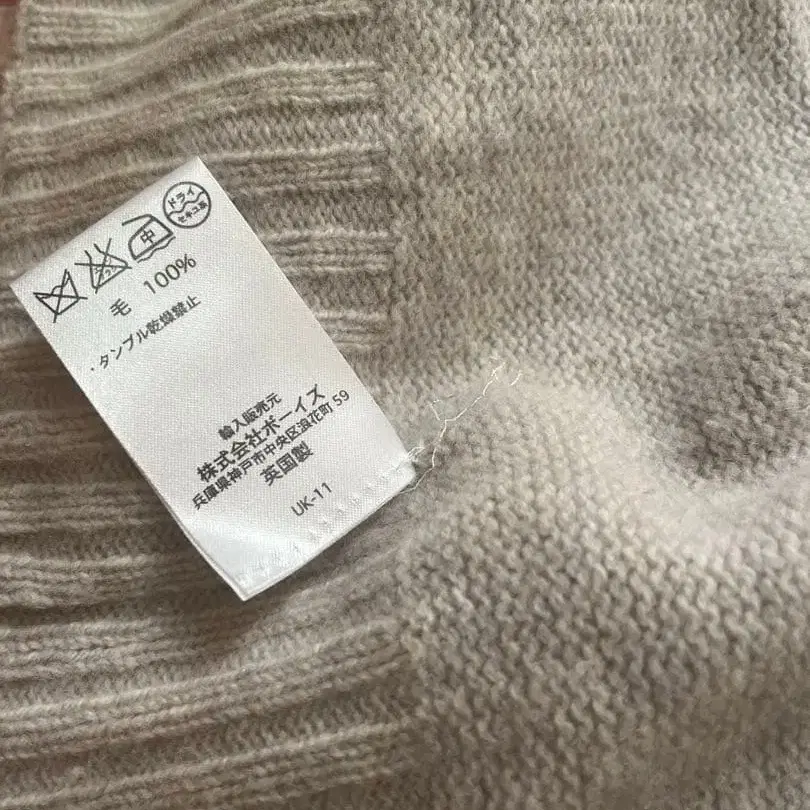 ドライ
セキユ系
中
毛 100%
・タンブル乾燥禁止
輸入販売元
株式会社ボーイズ
兵庫県神戸市中央区浪花町 59
英国製
UK-11